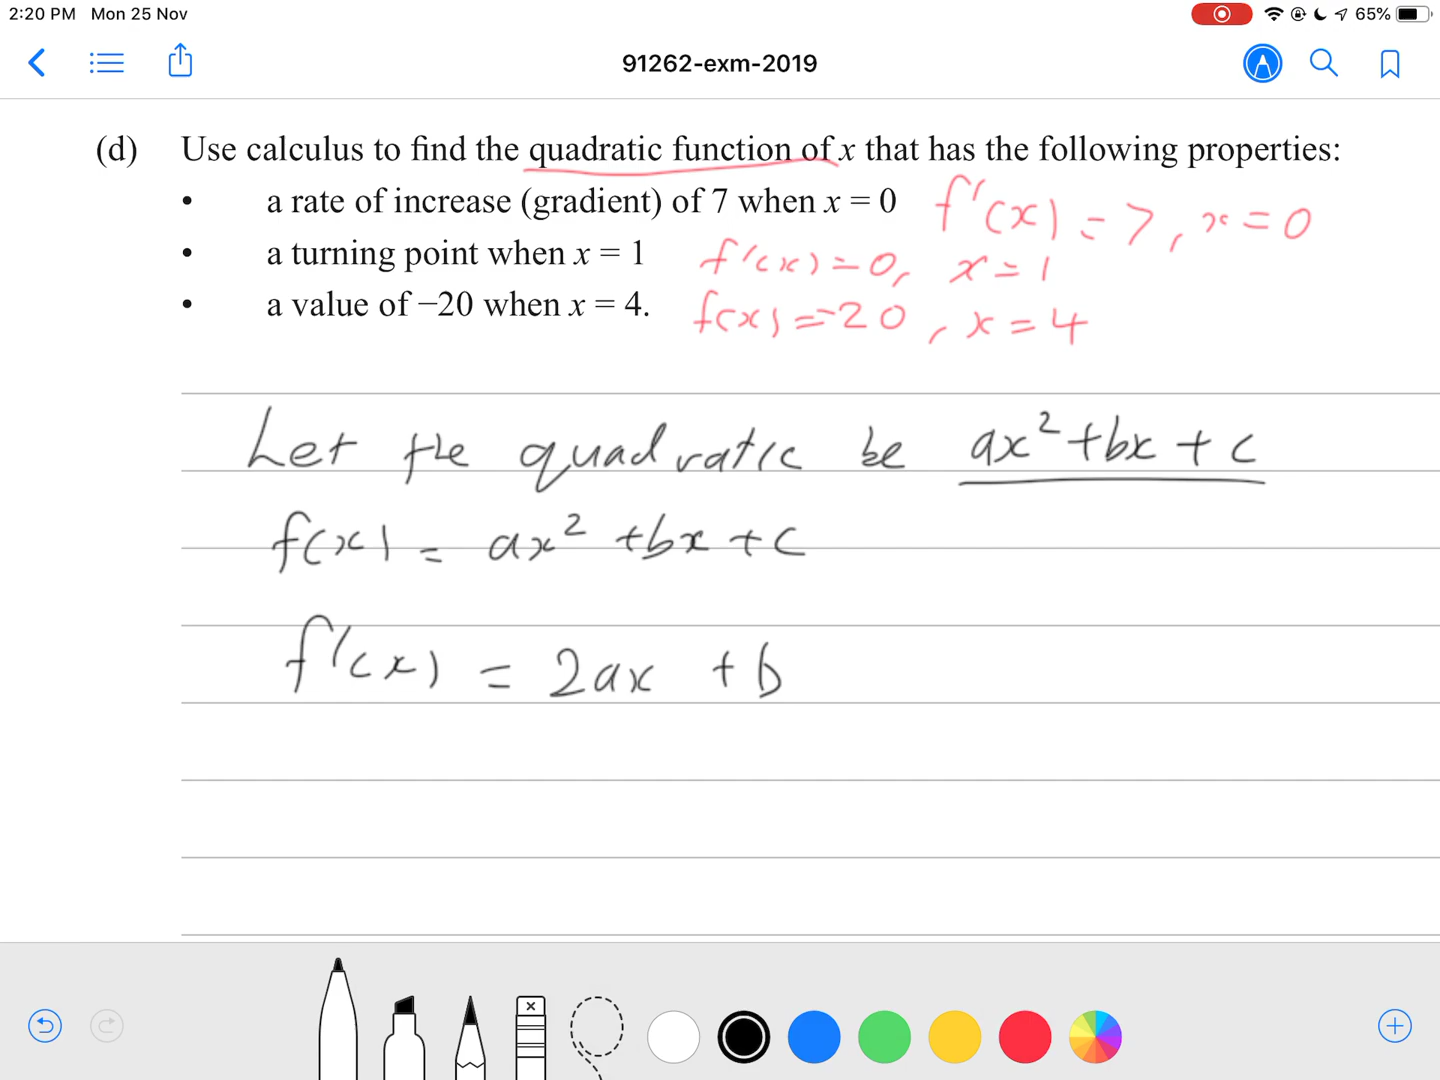 2:20 PM Mon 25 Nov 65%
91262-exm-2019
(d) Use calculus to find the quadratic function of x that has the following properties:
• a rate of increase (gradient) of 7 when x = 0 f'(x) = 7, x = 0
• a turning point when x = 1 f'(x) = 0, x = 1
• a value of −20 when x = 4. f(x) = -20, x = 4
Let the quadratic be ax² + bx + c
f(x) = ax² + bx + c
f'(x) = 2ax + b